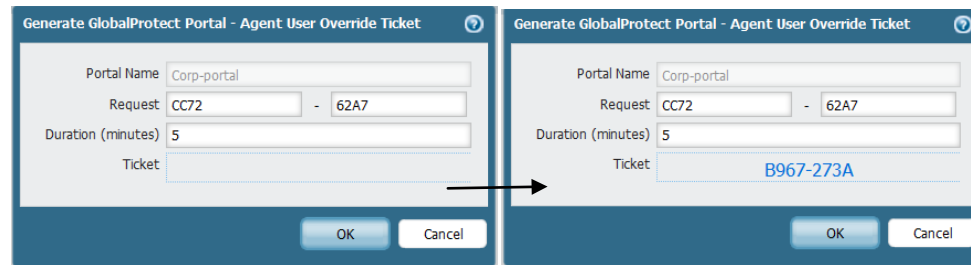 Generate GlobalProtect Portal - Agent User Override Ticket
Portal Name Corp-portal
Request CC72 - 62A7
Duration (minutes) 5
Ticket
OK Cancel
Generate GlobalProtect Portal - Agent User Override Ticket
Portal Name Corp-portal
Request CC72 - 62A7
Duration (minutes) 5
Ticket B967-273A
OK Cancel